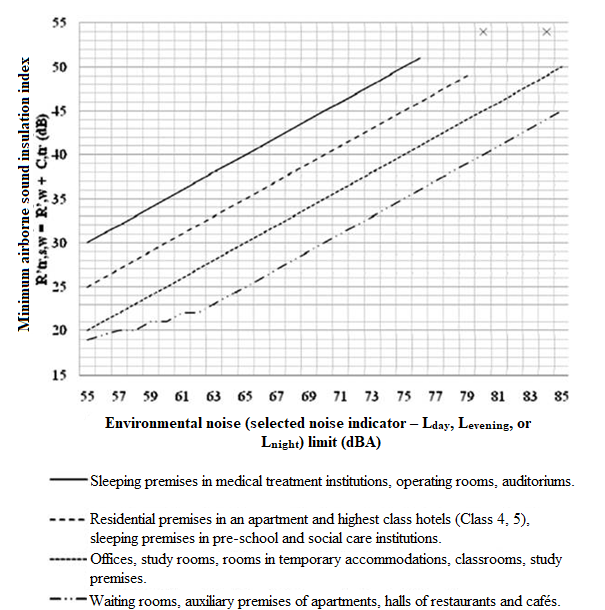 Minimum airborne sound insulation index
R'tr,s,w = R',w + C,tr (dB)
55
50
45
40
35
30
25
20
15
55 57 59 61 63 65 67 69 71 73 75 77 79 81 83 85
Environmental noise (selected noise indicator – Lday, Levening, or
Lnight) limit (dBA)
Sleeping premises in medical treatment institutions, operating rooms, auditoriums.
Residential premises in an apartment and highest class hotels (Class 4, 5),
sleeping premises in pre-school and social care institutions.
Offices, study rooms, rooms in temporary accommodations, classrooms, study
premises.
Waiting rooms, auxiliary premises of apartments, halls of restaurants and cafés.